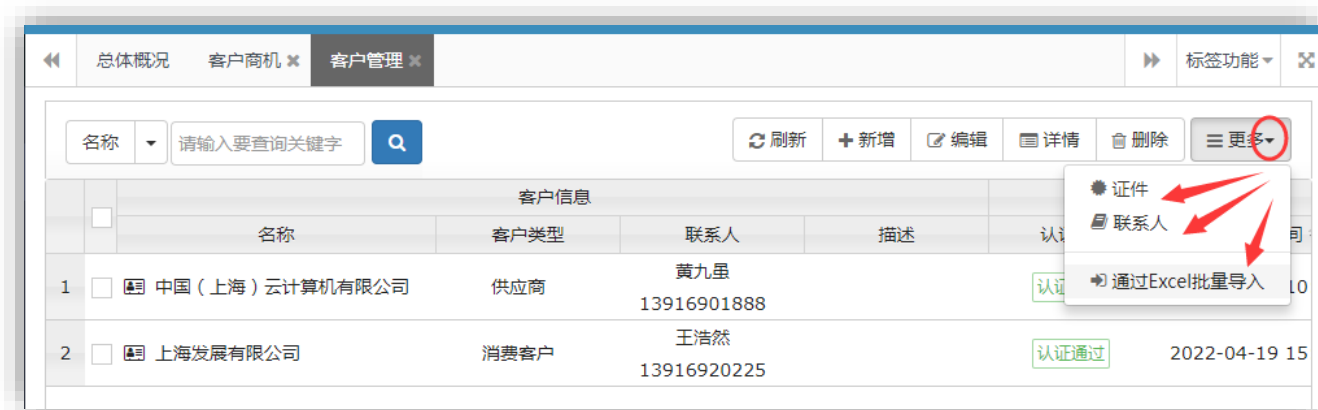 总体概况 客户商机 客户管理 标签功能
名称 请输入要查询关键字 刷新 新增 编辑 详情 删除 更多
证件
联系人
通过Excel批量导入
客户信息
名称 客户类型 联系人 描述
1 中国（上海）云计算机有限公司 供应商 黄九虽 13916901888
2 上海发展有限公司 消费客户 王浩然 13916920225 认证通过 2022-04-19 15